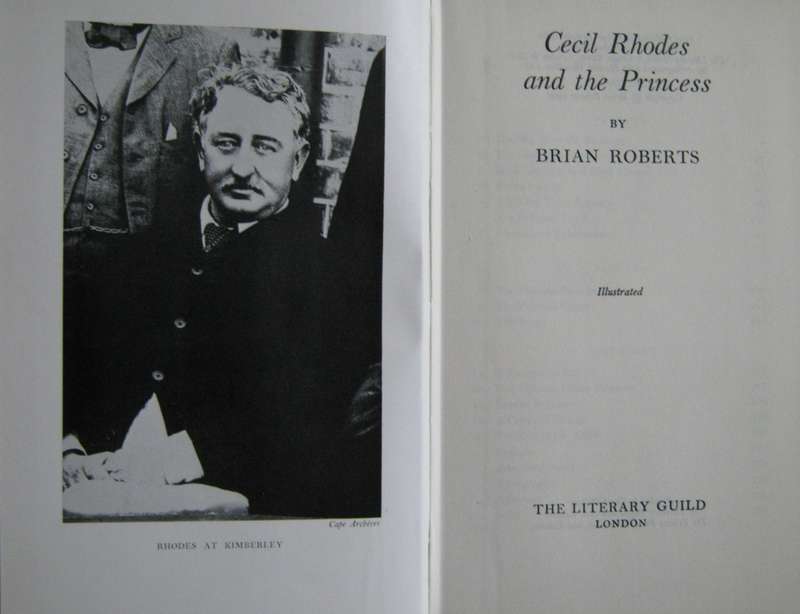 Cape Archives
RHODES AT KIMBERLEY
Cecil Rhodes
and the Princess
BY
BRIAN ROBERTS
Illustrated
THE LITERARY GUILD
LONDON